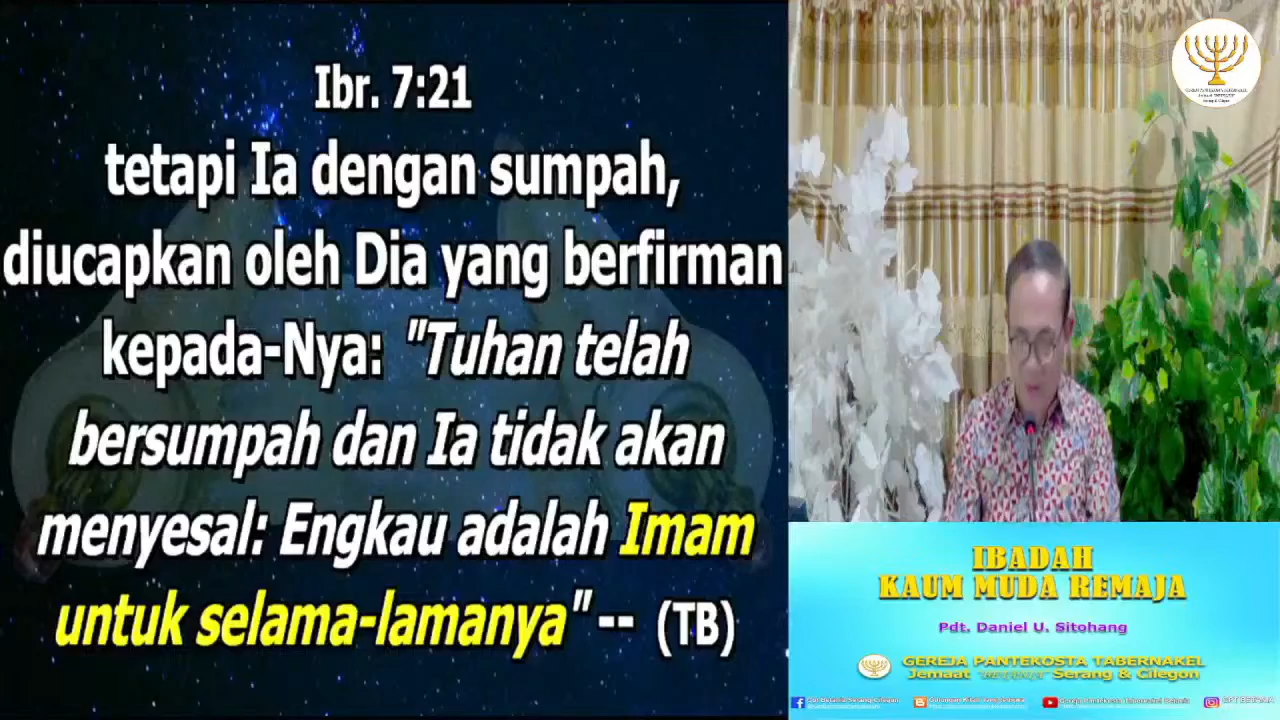 Ibr. 7:21
tetapi Ia dengan sumpah,
diucapkan oleh Dia yang berfirman
kepada-Nya: "Tuhan telah
bersumpah dan Ia tidak akan
menyesal: Engkau adalah Imam
untuk selama-lamanya" -- (TB)
IBADAH
KAUM MUDA REMAJA
Pdt. Daniel U. Sitohang
GEREJA PANTEKOSTA TABERNAKEL
Jemaat "BETANIA" Serang & Cilegon